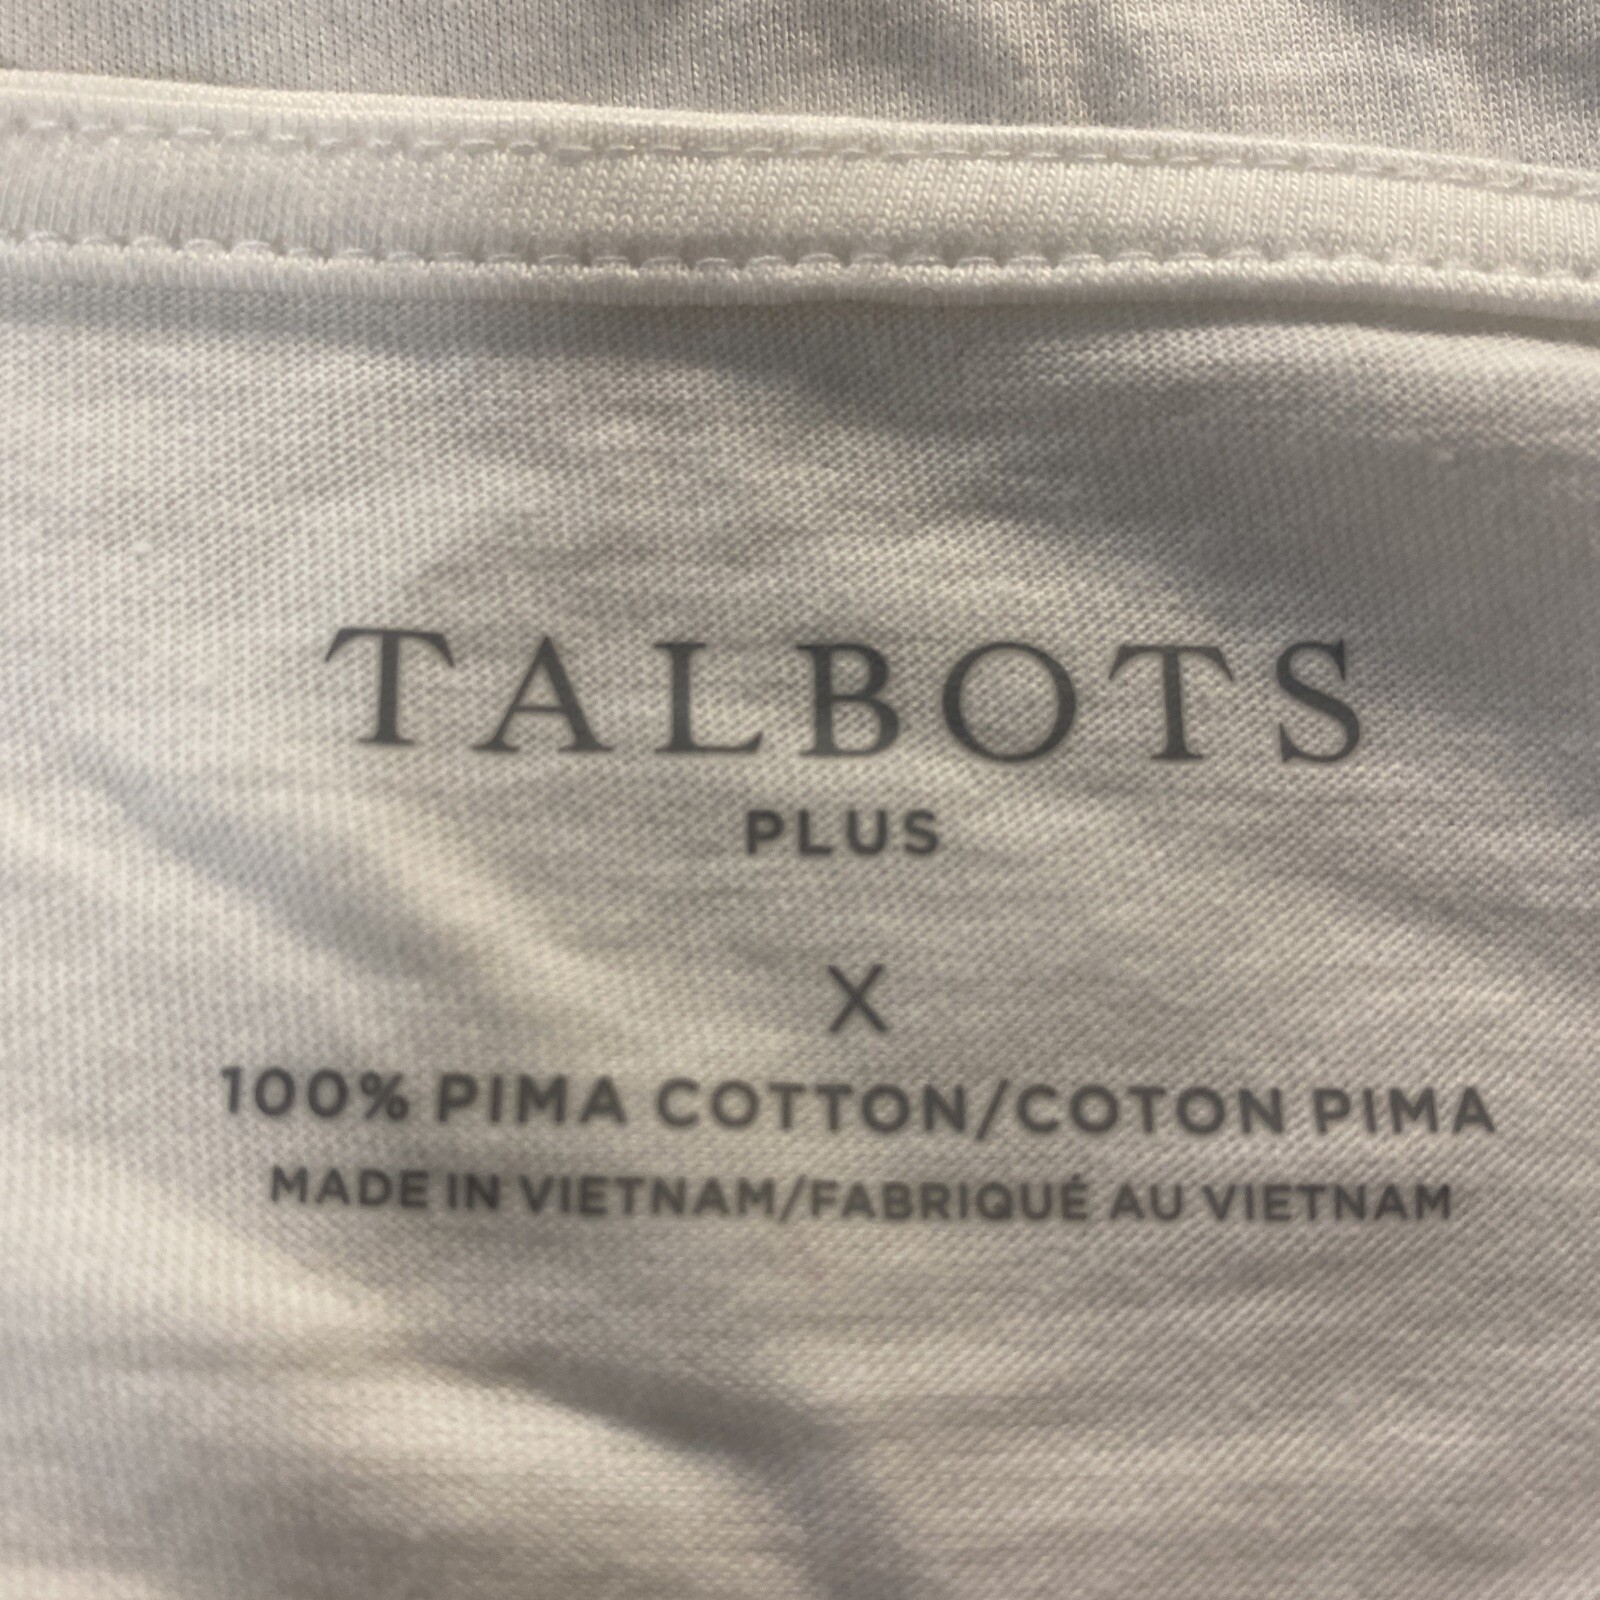 TALBOTS
PLUS
X
100% PIMA COTTON/COTON PIMA
MADE IN VIETNAM/FABRIQUÉ AU VIETNAM